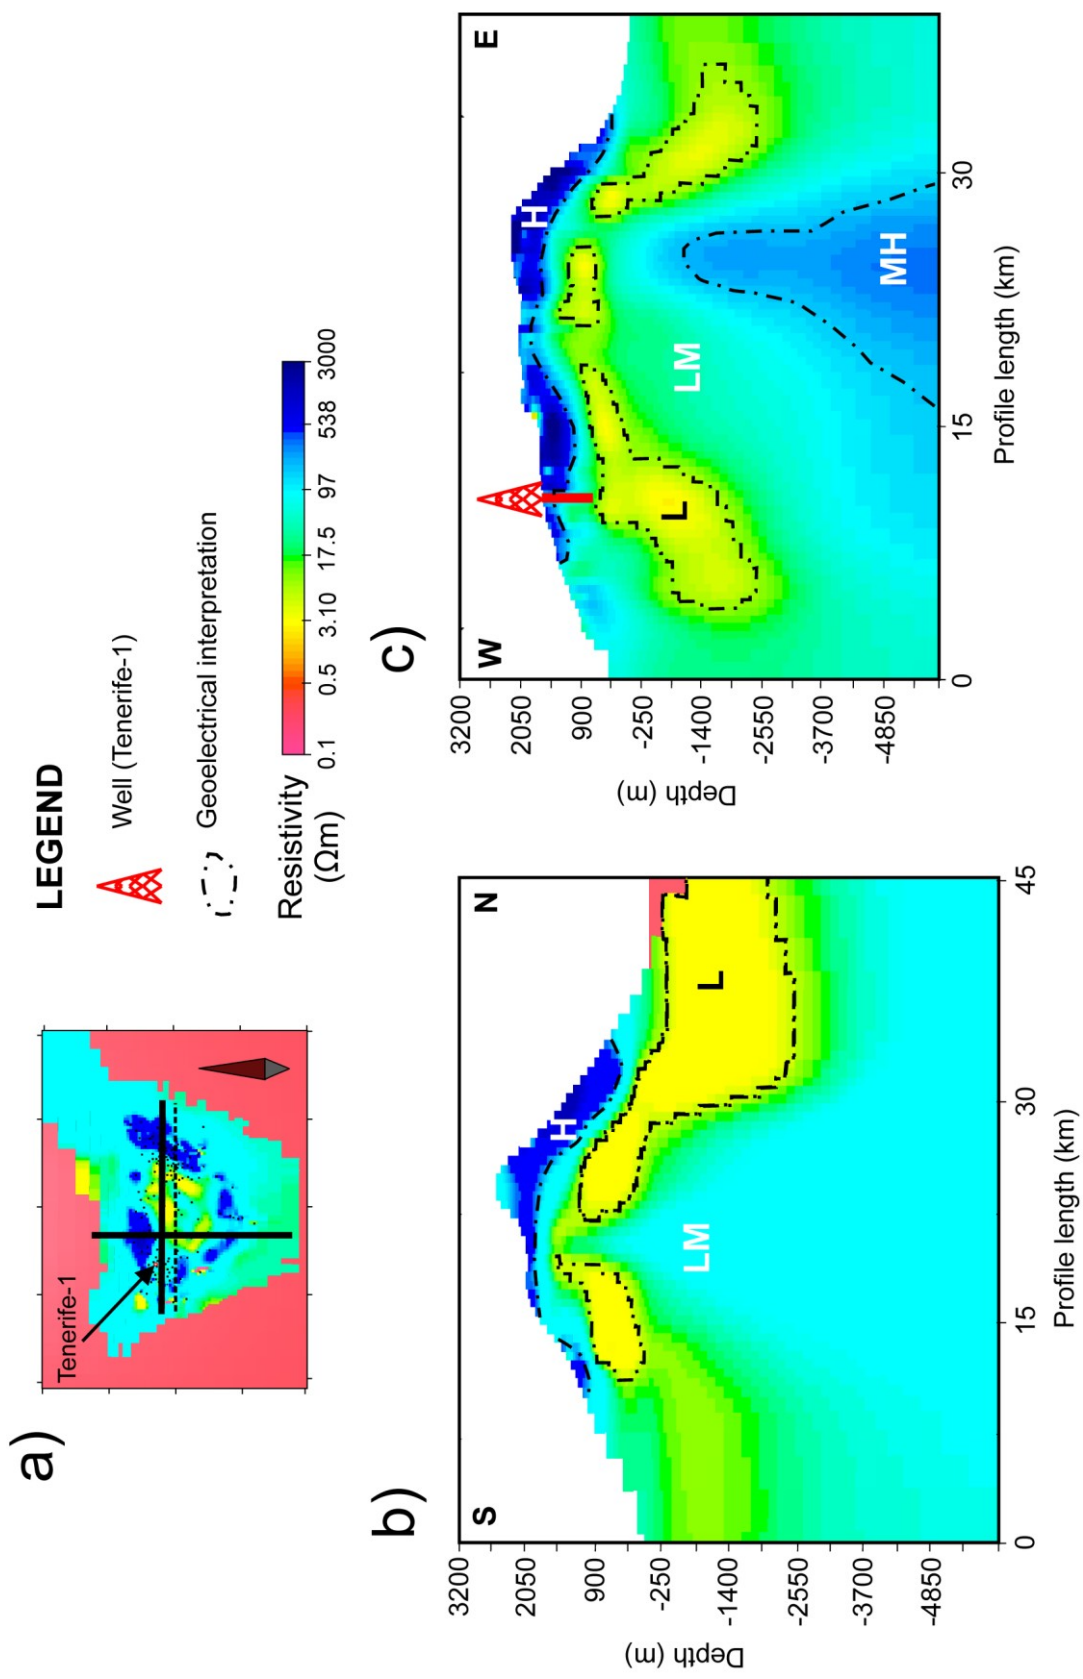 a)
Tenerife-1
LEGEND
Well (Tenerife-1)
Geoelectrical interpretation
Resistivity
(Ωm)
0.1 0.5 3.10 17.5 97 538 3000
b)
S N
3200
2050
900
-250
-1400
-2550
-3700
-4850
Depth (m)
H
L
LM
0 15 30 45
Profile length (km)
c)
W E
3200
2050
900
-250
-1400
-2550
-3700
-4850
Depth (m)
H
L
LM
MH
0 15 30
Profile length (km)